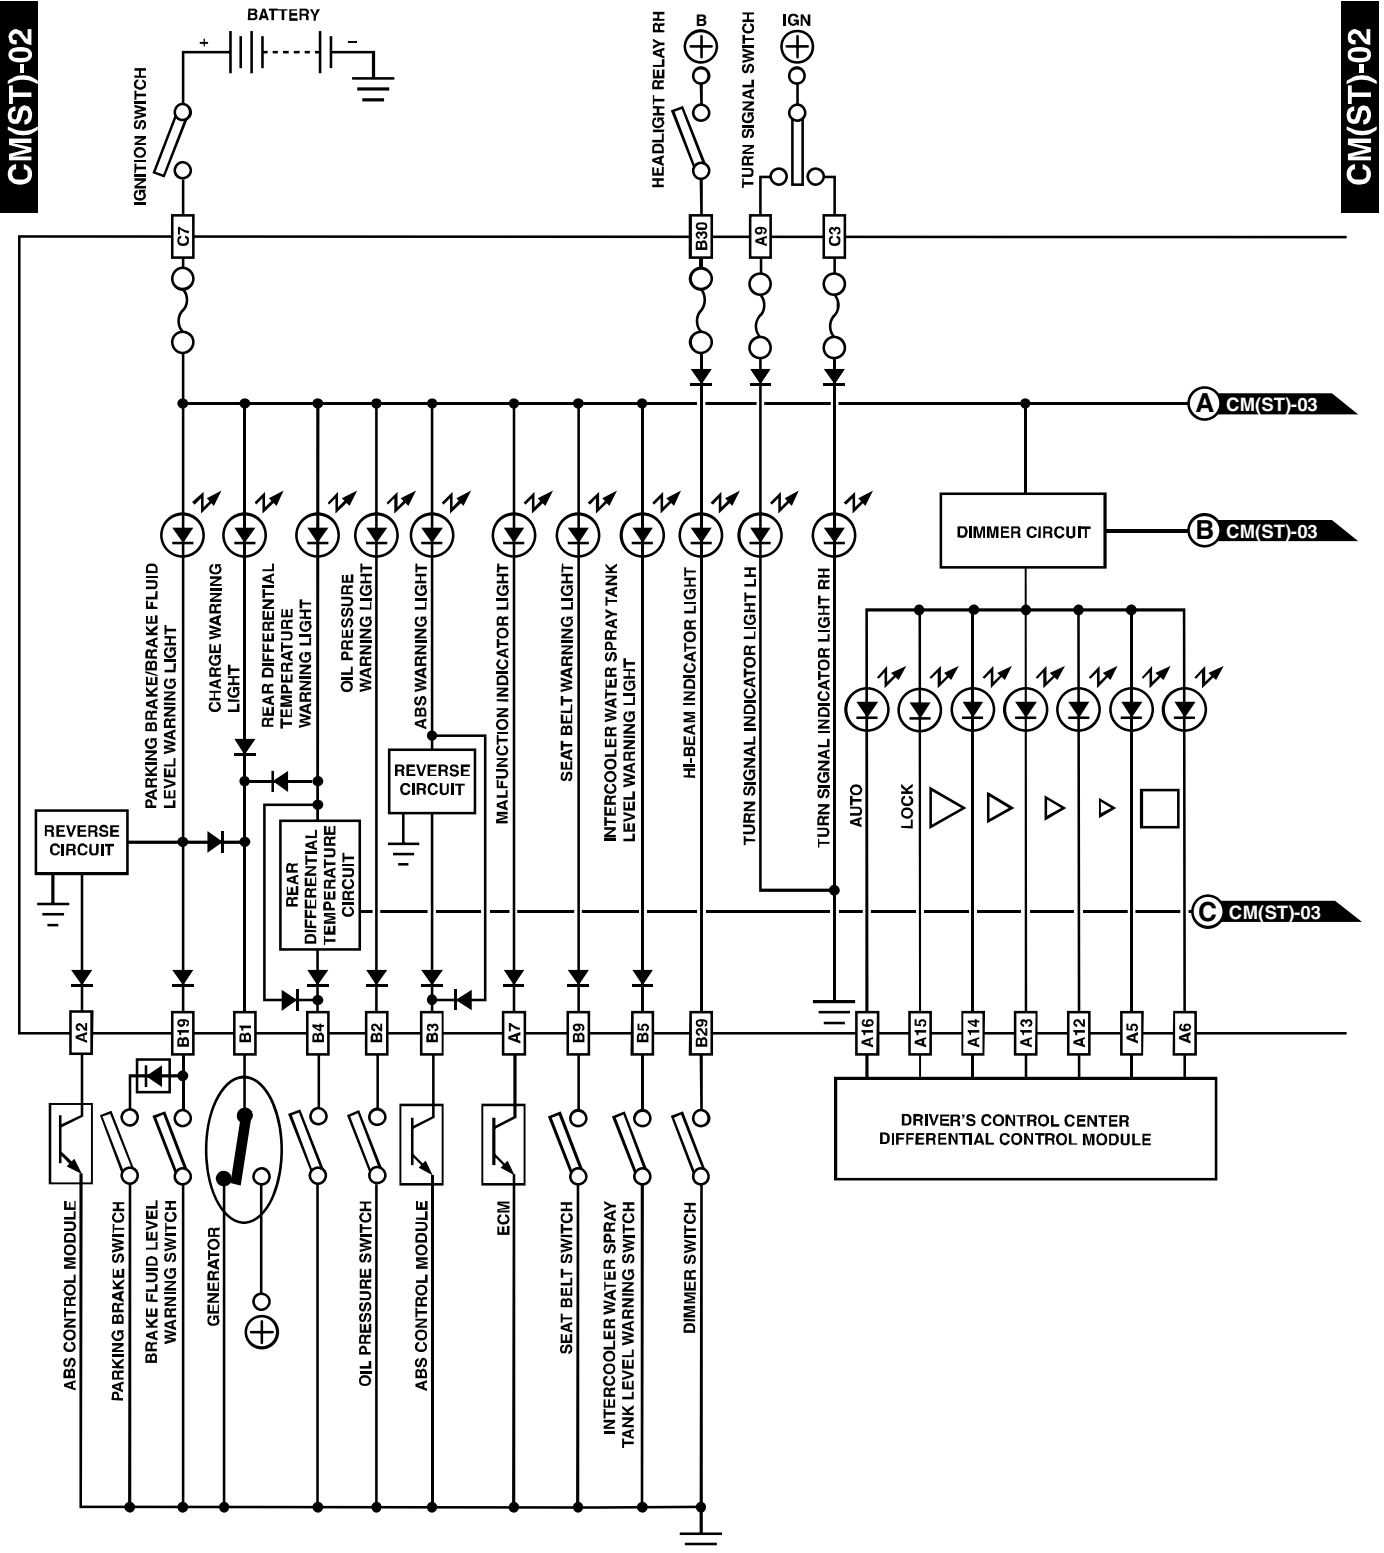 CM(ST)-02
CM(ST)-02
BATTERY
+
−
IGNITION SWITCH
HEADLIGHT RELAY RH
B
TURN SIGNAL SWITCH
IGN
C7
B30
A9
C3
A
CM(ST)-03
DIMMER CIRCUIT
B
CM(ST)-03
PARKING BRAKE/BRAKE FLUID
LEVEL WARNING LIGHT
CHARGE WARNING
LIGHT
REAR DIFFERENTIAL
TEMPERATURE
WARNING LIGHT
OIL PRESSURE
WARNING LIGHT
ABS WARNING LIGHT
MALFUNCTION INDICATOR LIGHT
SEAT BELT WARNING LIGHT
INTERCOOLER WATER SPRAY TANK
LEVEL WARNING LIGHT
HI-BEAM INDICATOR LIGHT
TURN SIGNAL INDICATOR LIGHT LH
TURN SIGNAL INDICATOR LIGHT RH
AUTO
LOCK
REVERSE
CIRCUIT
REVERSE
CIRCUIT
REAR
DIFFERENTIAL
TEMPERATURE
CIRCUIT
C
CM(ST)-03
A2
B19
B1
B4
B2
B3
A7
B9
B5
B29
A16
A15
A14
A13
A12
A5
A6
DRIVER'S CONTROL CENTER
DIFFERENTIAL CONTROL MODULE
ABS CONTROL MODULE
PARKING BRAKE SWITCH
BRAKE FLUID LEVEL
WARNING SWITCH
GENERATOR
OIL PRESSURE SWITCH
ABS CONTROL MODULE
ECM
SEAT BELT SWITCH
INTERCOOLER WATER SPRAY
TANK LEVEL WARNING SWITCH
DIMMER SWITCH